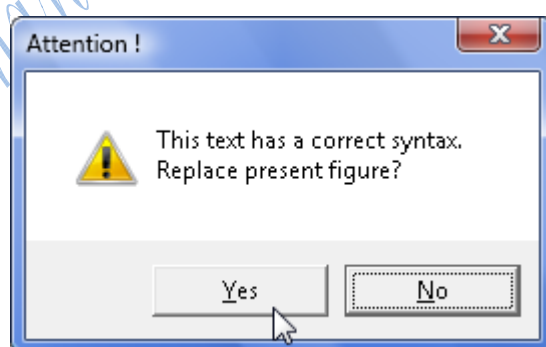 Attention !
This text has a correct syntax.
Replace present figure?
Yes
No